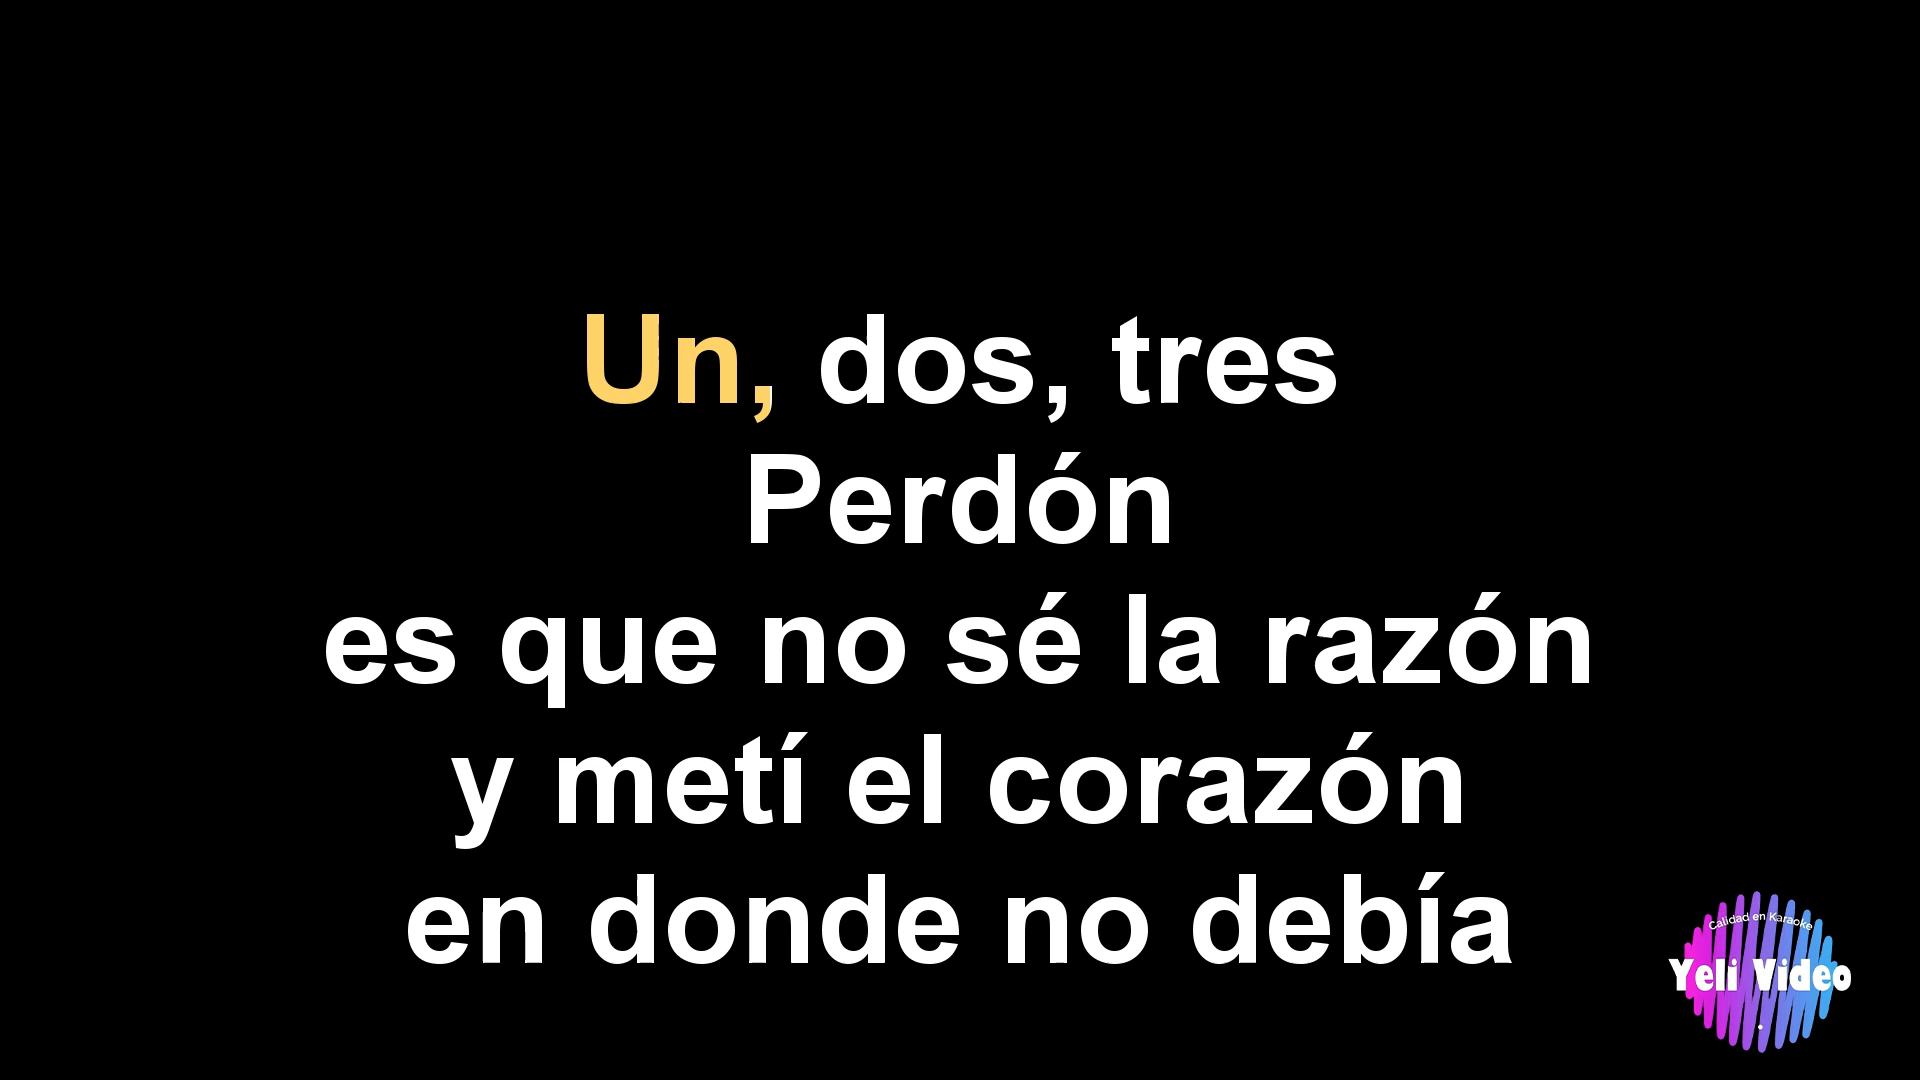 Un, dos, tres
Perdón
es que no sé la razón
y metí el corazón
en donde no debía
Calidad en Karaoke
Yeli Video